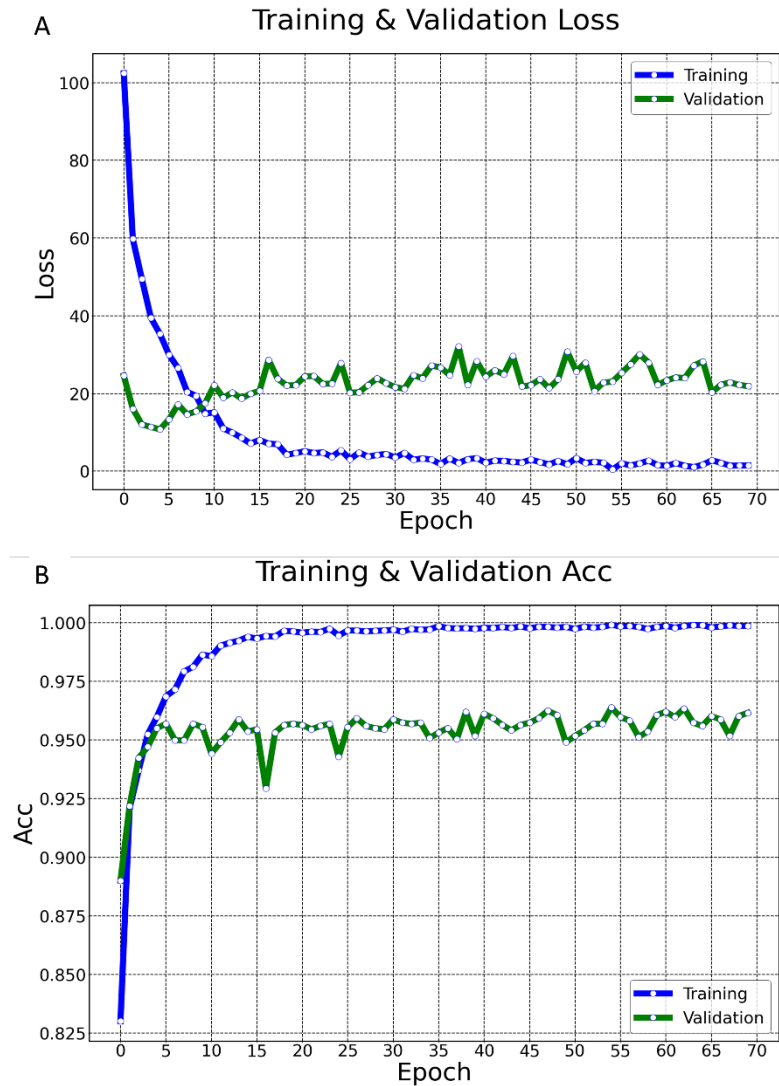 A
Training & Validation Loss
Training
Validation
100
80
60
40
20
0
Loss
0 5 10 15 20 25 30 35 40 45 50 55 60 65 70
Epoch
B
Training & Validation Acc
1.000
0.975
0.950
0.925
0.900
0.875
0.850
0.825
Acc
Training
Validation
0 5 10 15 20 25 30 35 40 45 50 55 60 65 70
Epoch